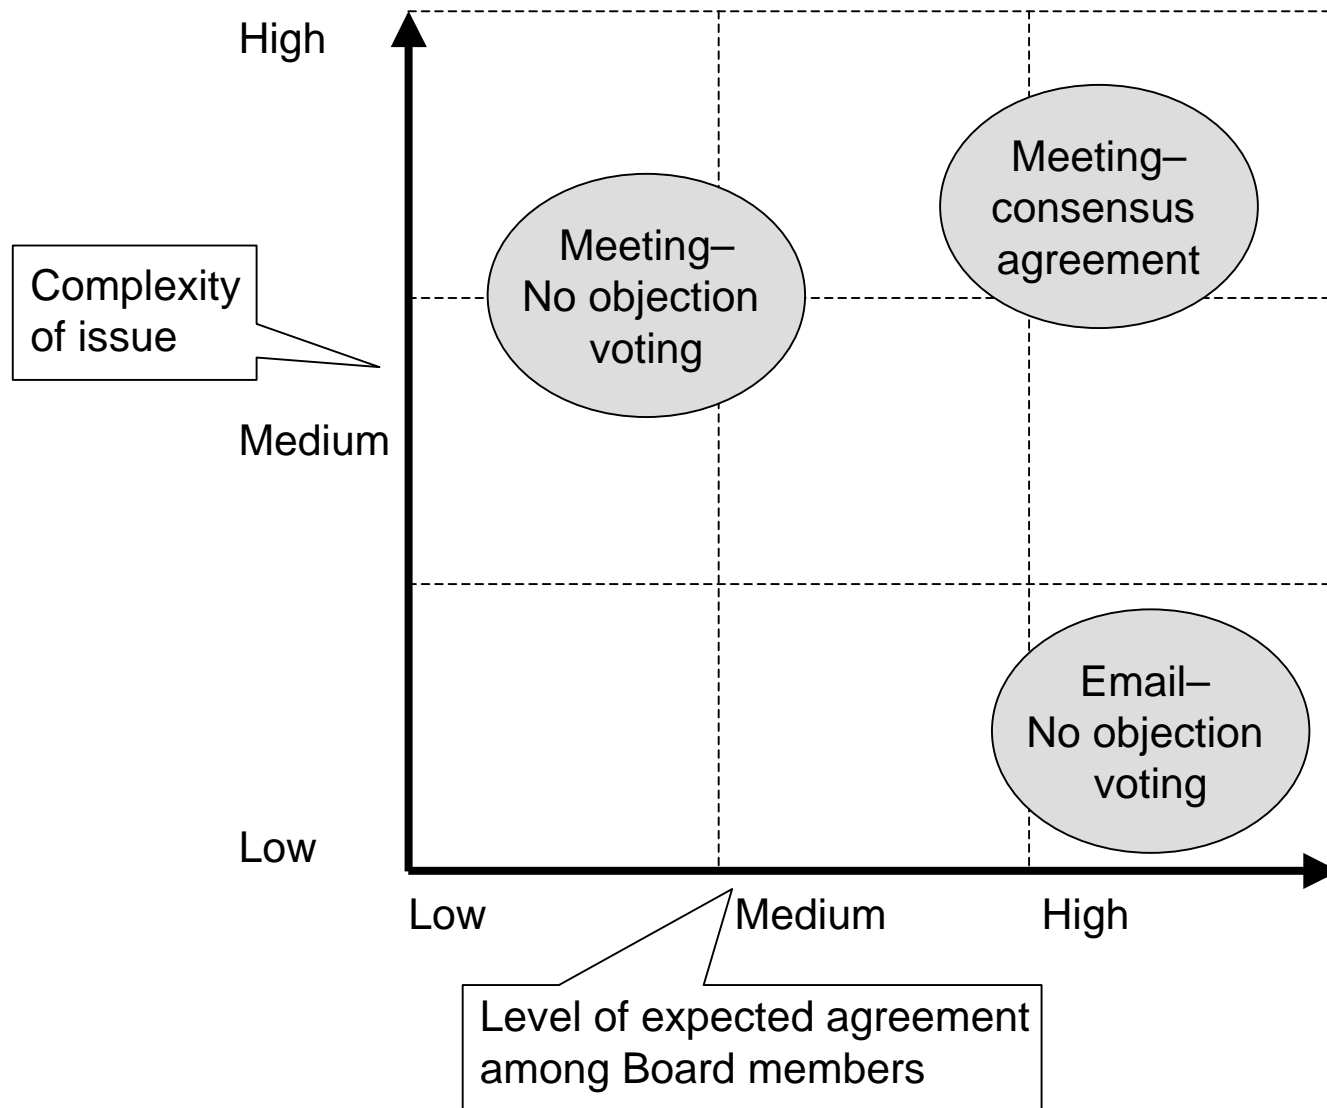 High
Meeting–
consensus
agreement
Meeting–
No objection
voting
Complexity
of issue
Medium
Email–
No objection
voting
Low
Low
Medium
High
Level of expected agreement
among Board members